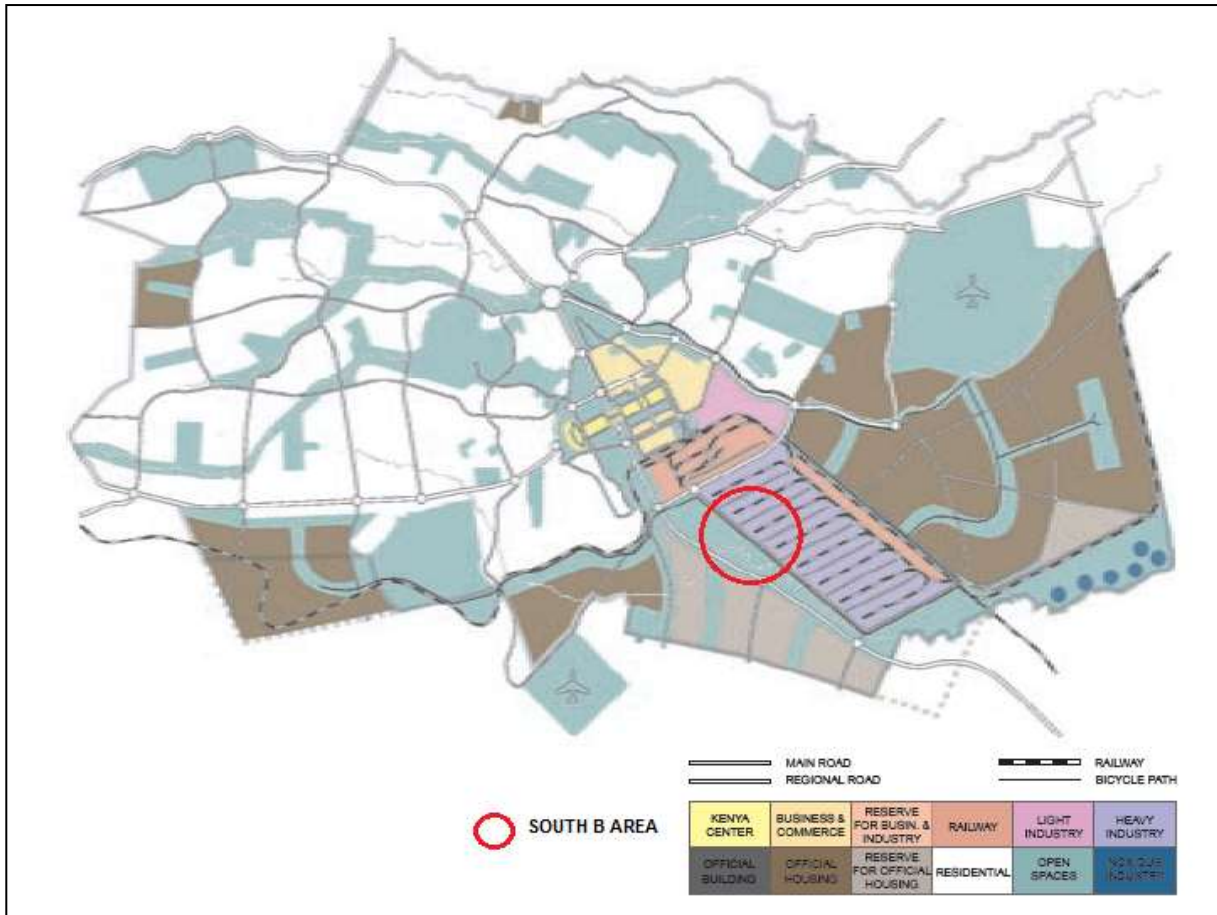 MAIN ROAD
REGIONAL ROAD
RAILWAY
BICYCLE PATH
SOUTH B AREA
KENYA
CENTER
BUSINESS &
COMMERCE
RESERVE
FOR BUSIN. &
INDUSTRY
RAILWAY
LIGHT
INDUSTRY
HEAVY
INDUSTRY
OFFICIAL
BUILDING
OFFICIAL
HOUSING
RESERVE
FOR OFFICIAL
HOUSING
RESIDENTIAL
OPEN
SPACES
INDUSTRY